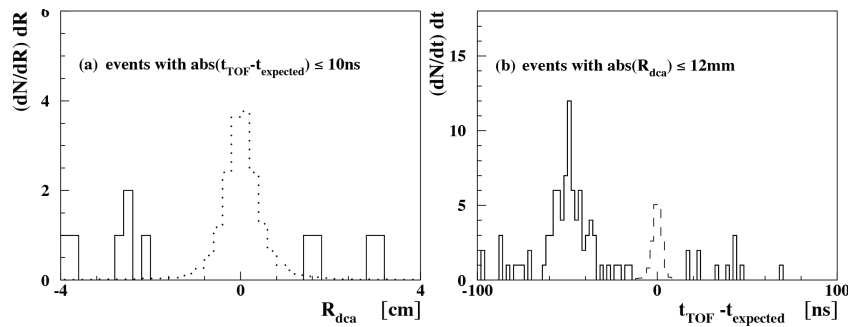 (dN/dR) dR
6
4
2
0
(a) events with abs(t_TOF-t_expected) ≤ 10ns
-4 0 4
R_dca [cm]
(dN/dt) dt
15
10
5
0
(b) events with abs(R_dca) ≤ 12mm
-100 0 100
t_TOF -t_expected [ns]